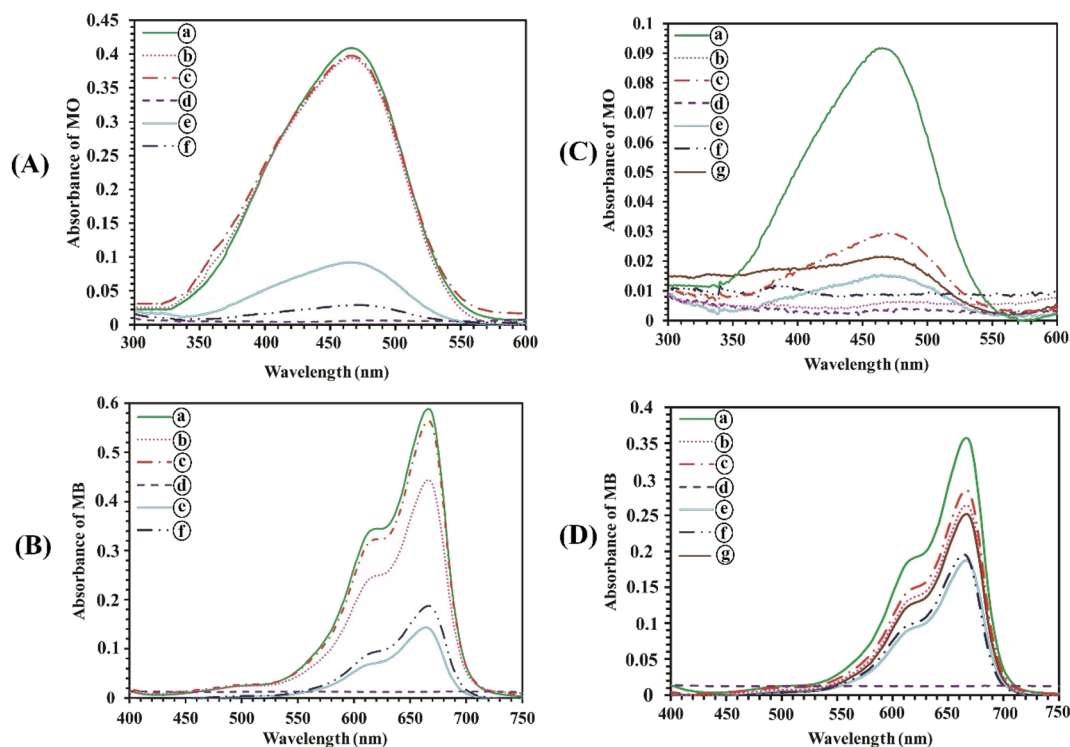 (A)
Absorbance of MO
0.45
0.4
0.35
0.3
0.25
0.2
0.15
0.1
0.05
0
a
b
c
d
e
f
300 350 400 450 500 550 600
Wavelength (nm)
(C)
Absorbance of MO
0.1
0.09
0.08
0.07
0.06
0.05
0.04
0.03
0.02
0.01
0
a
b
c
d
e
f
g
300 350 400 450 500 550 600
Wavelength (nm)
(B)
Absorbance of MB
0.6
0.5
0.4
0.3
0.2
0.1
0
a
b
c
d
e
f
400 450 500 550 600 650 700 750
Wavelength (nm)
(D)
Absorbance of MB
0.4
0.35
0.3
0.25
0.2
0.15
0.1
0.05
0
a
b
c
d
e
f
g
400 450 500 550 600 650 700 750
Wavelength (nm)